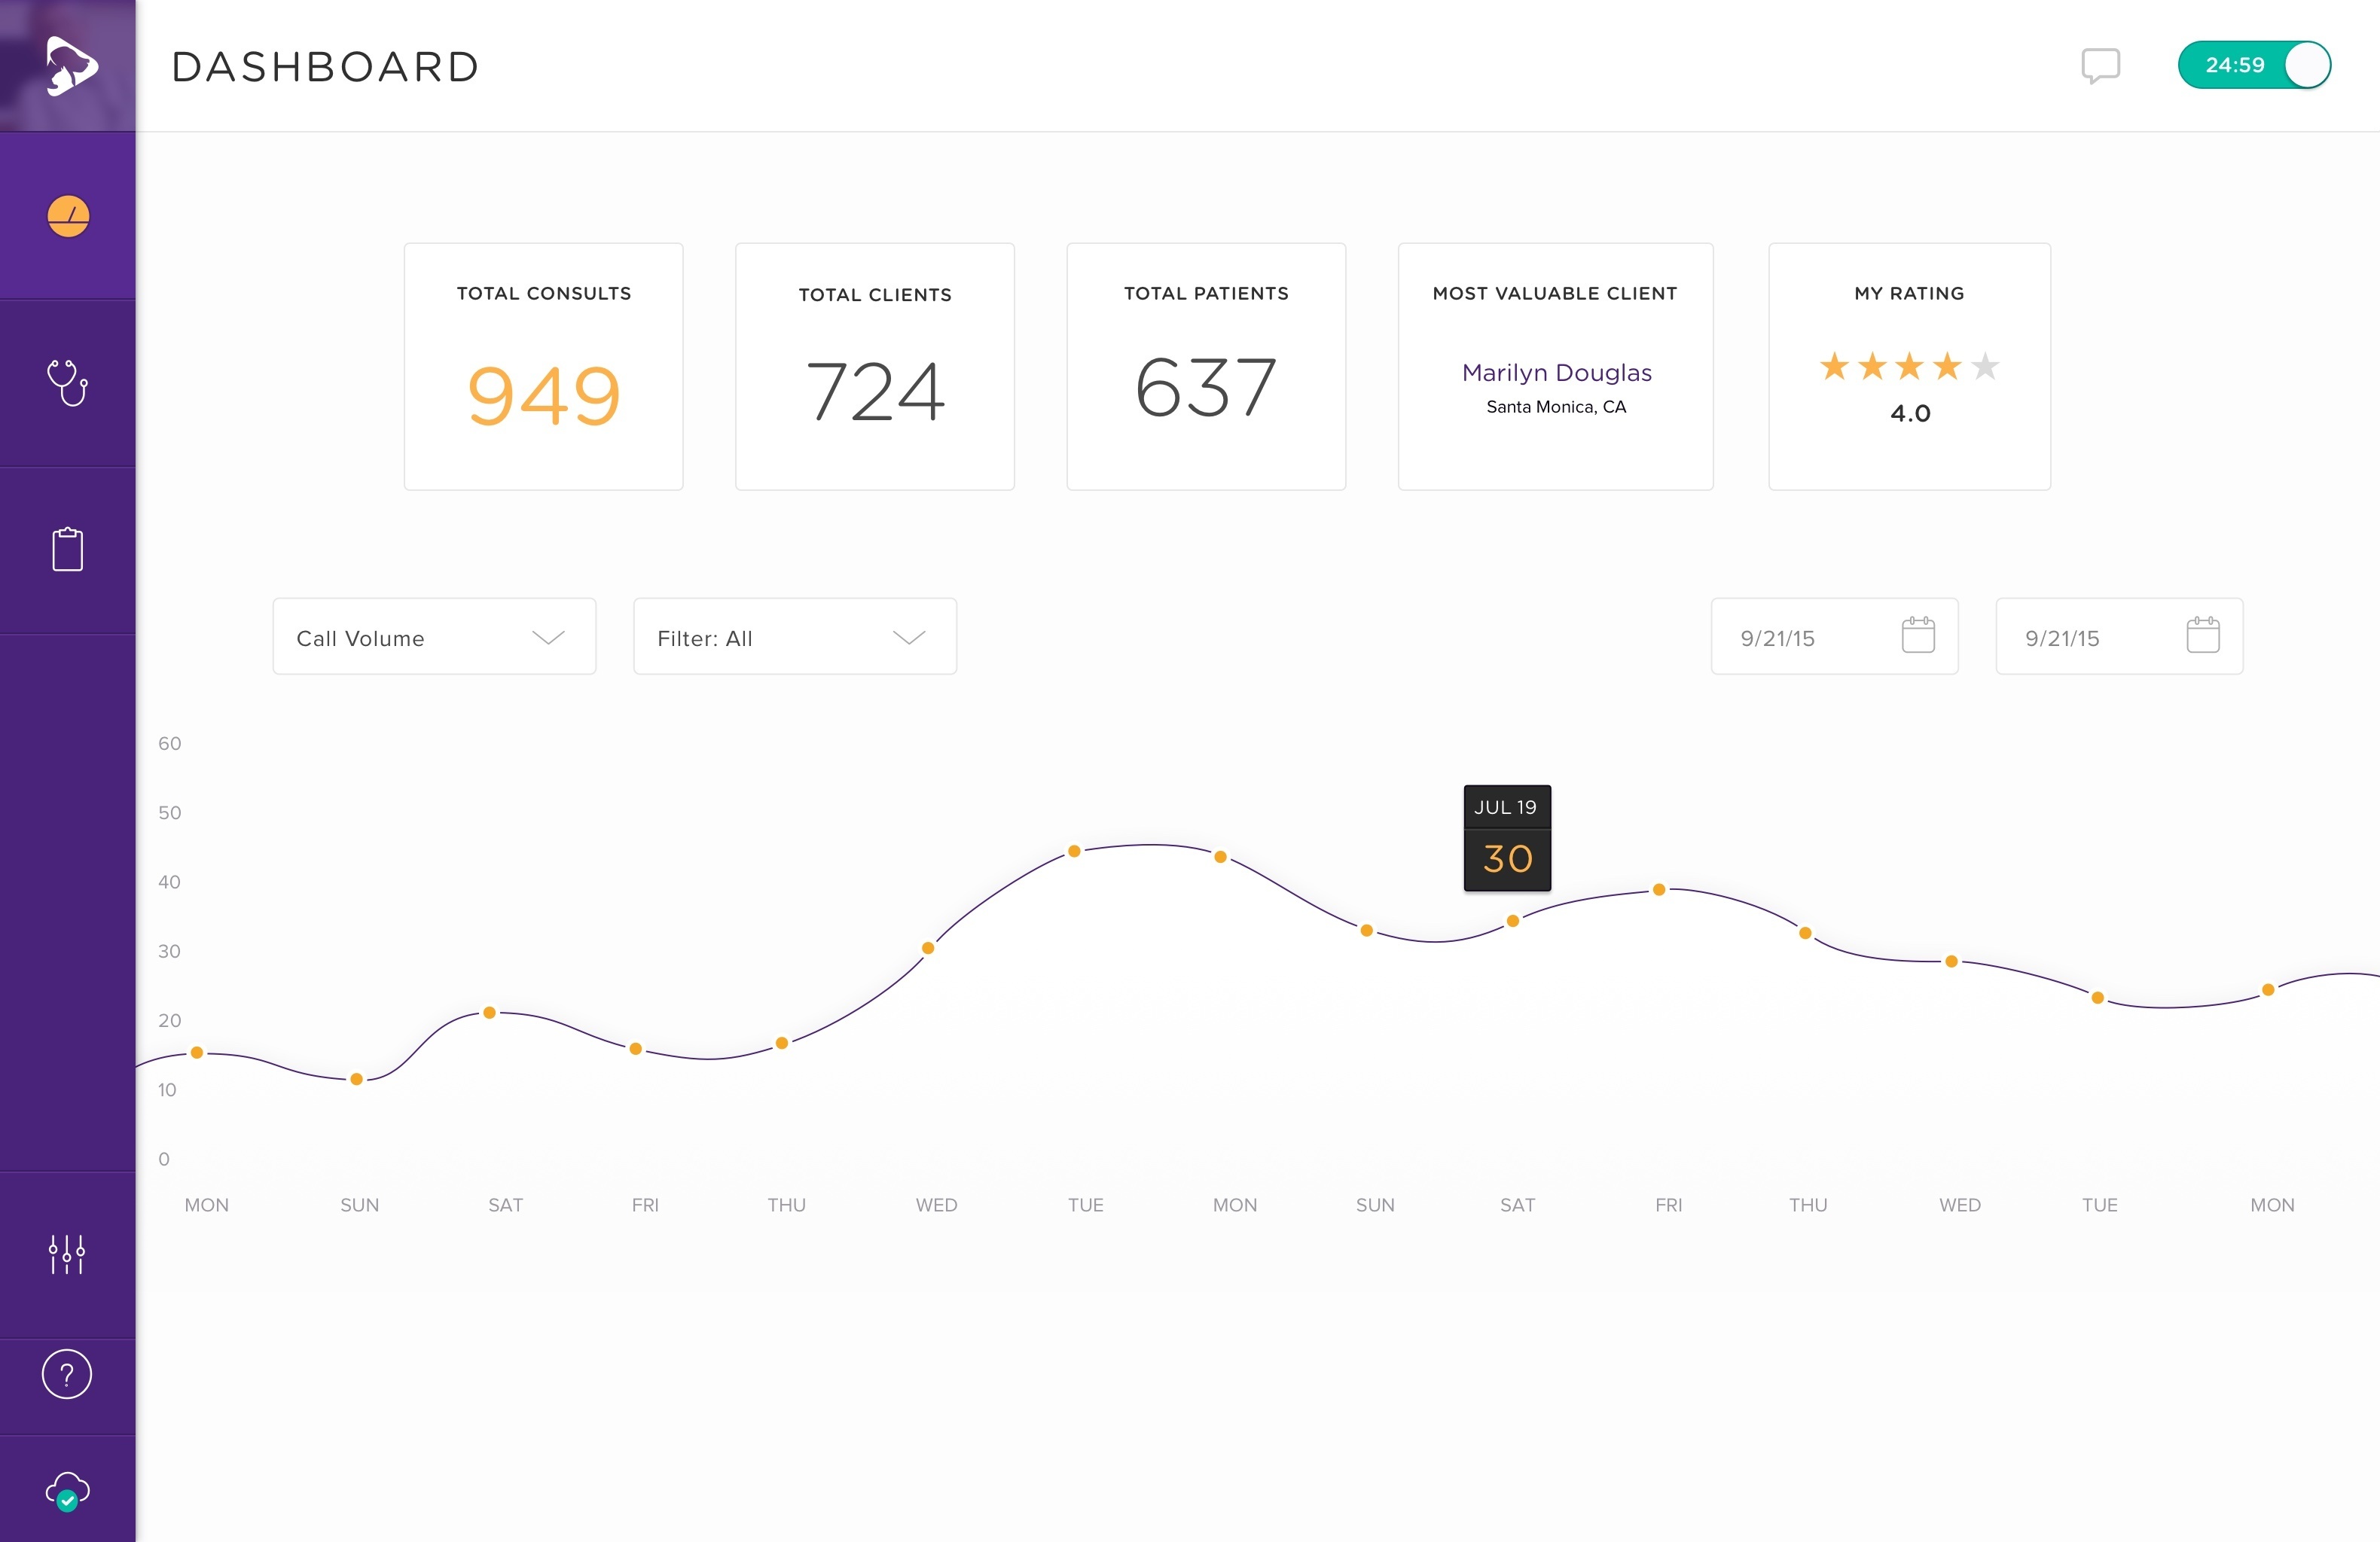 DASHBOARD
24:59
TOTAL CONSULTS
949
TOTAL CLIENTS
724
TOTAL PATIENTS
637
MOST VALUABLE CLIENT
Marilyn Douglas
Santa Monica, CA
MY RATING
4.0
Call Volume
Filter: All
9/21/15
9/21/15
60
50
40
30
20
10
0
JUL 19
30
MON SUN SAT FRI THU WED TUE MON SUN SAT FRI THU WED TUE MON
?